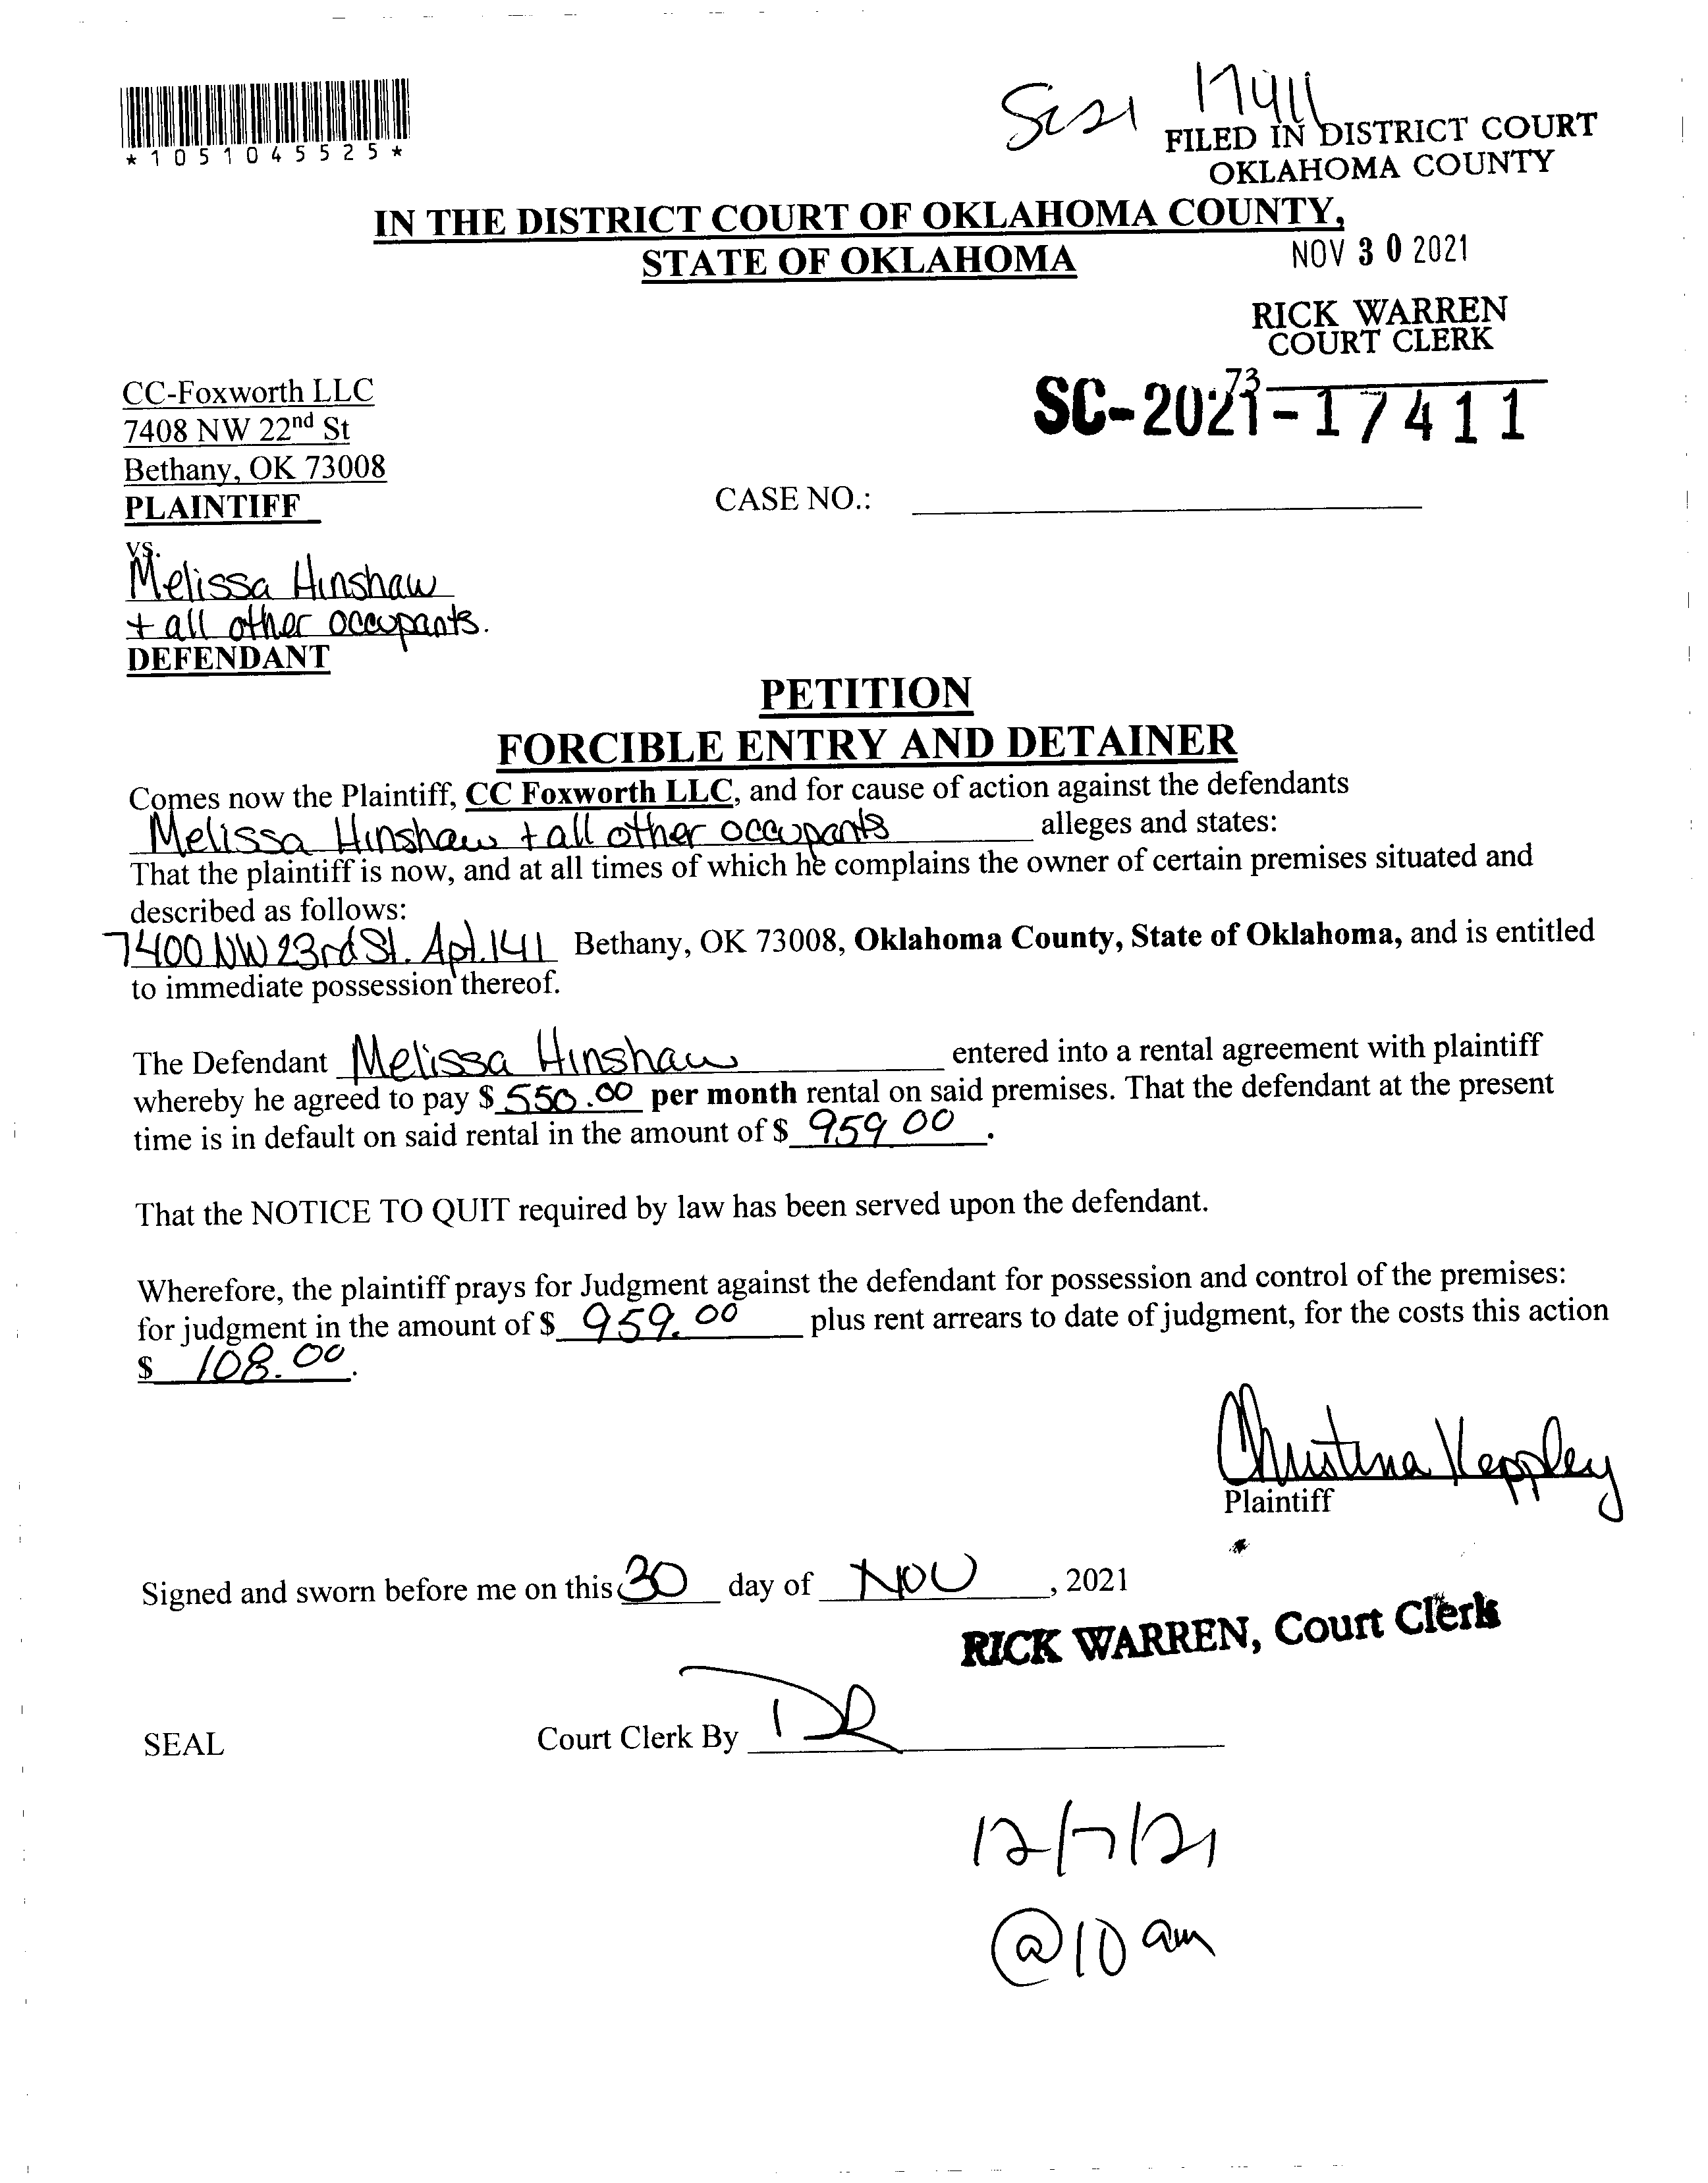 *1051045525*
SC21 17411
FILED IN DISTRICT COURT
OKLAHOMA COUNTY
IN THE DISTRICT COURT OF OKLAHOMA COUNTY,
STATE OF OKLAHOMA
NOV 30 2021
RICK WARREN
COURT CLERK
73
SC-2021-17411
CC-Foxworth LLC
7408 NW 22nd St
Bethany, OK 73008
PLAINTIFF
CASE NO.:
vs.
Melissa Hinshaw
+ all other occupants.
DEFENDANT
PETITION
FORCIBLE ENTRY AND DETAINER
Comes now the Plaintiff, CC Foxworth LLC, and for cause of action against the defendants
Melissa Hinshaw + all other occupants alleges and states:
That the plaintiff is now, and at all times of which he complains the owner of certain premises situated and
described as follows:
7400 NW 23rd St. Apt. 141 Bethany, OK 73008, Oklahoma County, State of Oklahoma, and is entitled
to immediate possession thereof.
The Defendant Melissa Hinshaw entered into a rental agreement with plaintiff
whereby he agreed to pay $ 550.00 per month rental on said premises. That the defendant at the present
time is in default on said rental in the amount of $ 959 00.
That the NOTICE TO QUIT required by law has been served upon the defendant.
Wherefore, the plaintiff prays for Judgment against the defendant for possession and control of the premises:
for judgment in the amount of $ 959.00 plus rent arrears to date of judgment, for the costs this action
$ 108.00.
Christina Keppley
Plaintiff
Signed and sworn before me on this 30 day of NOV, 2021
RICK WARREN, Court Clerk
SEAL
Court Clerk By DR
12/7/21
@10 am